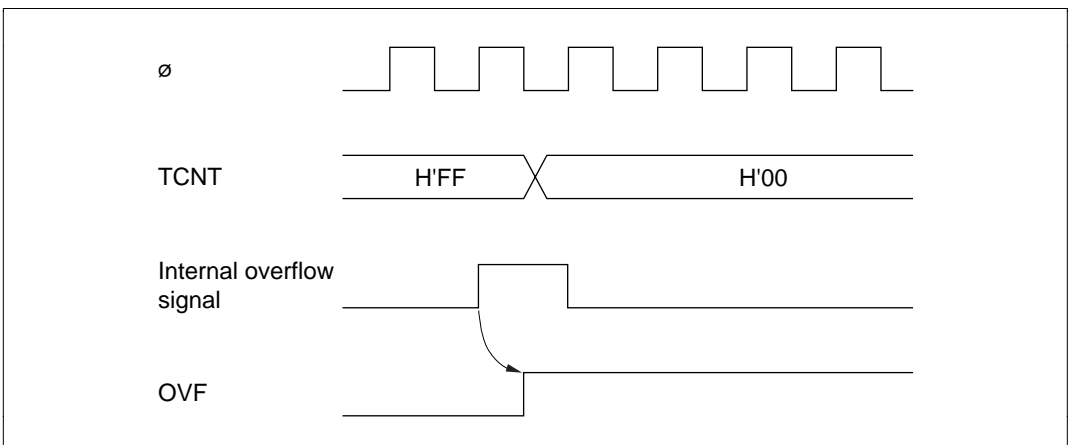 ø
TCNT
H'FF
H'00
Internal overflow
signal
OVF